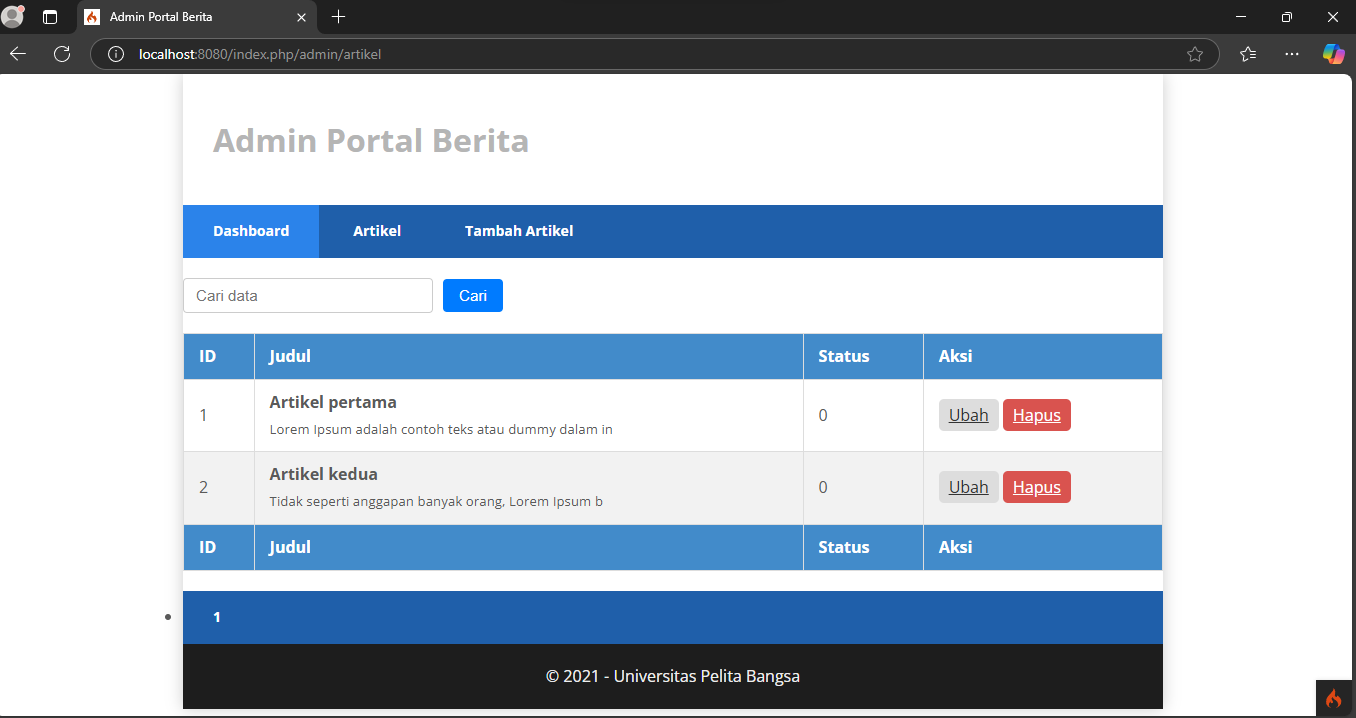 Admin Portal Berita
localhost:8080/index.php/admin/artikel
Admin Portal Berita
Dashboard Artikel Tambah Artikel
Cari data Cari
ID Judul Status Aksi
1 Artikel pertama 0 Ubah Hapus
Lorem Ipsum adalah contoh teks atau dummy dalam in
2 Artikel kedua 0 Ubah Hapus
Tidak seperti anggapan banyak orang, Lorem Ipsum b
ID Judul Status Aksi
1
© 2021 - Universitas Pelita Bangsa